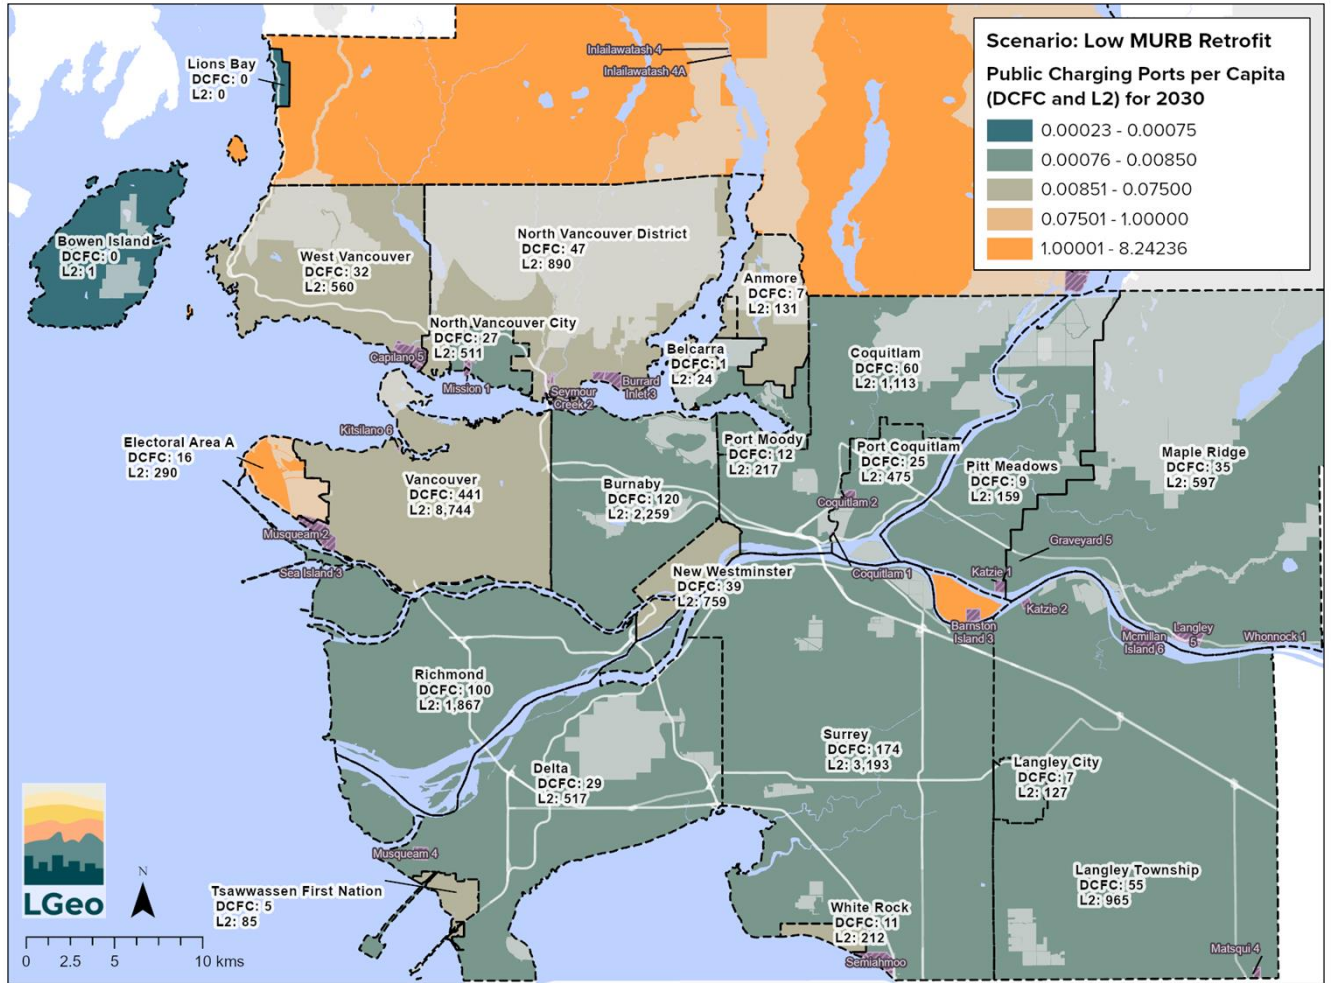 Scenario: Low MURB Retrofit
Public Charging Ports per Capita
(DCFC and L2) for 2030
0.00023 - 0.00075
0.00076 - 0.00850
0.00851 - 0.07500
0.07501 - 1.00000
1.00001 - 8.24236
Inlailawatash 4
Inlailawatash 4A
Lions Bay
DCFC: 0
L2: 0
Bowen Island
DCFC: 0
L2: 1
West Vancouver
DCFC: 32
L2: 560
North Vancouver District
DCFC: 47
L2: 890
Anmore
DCFC: 7
L2: 131
North Vancouver City
DCFC: 27
L2: 511
Capilano 5
Mission 1
Seymour
Creek 2
Burrard
Inlet 3
Belcarra
DCFC: 1
L2: 24
Coquitlam
DCFC: 60
L2: 1,113
Kitsilano 6
Electoral Area A
DCFC: 16
L2: 290
Vancouver
DCFC: 441
L2: 8,744
Burnaby
DCFC: 120
L2: 2,259
Port Moody
DCFC: 12
L2: 217
Port Coquitlam
DCFC: 25
L2: 475
Pitt Meadows
DCFC: 9
L2: 159
Maple Ridge
DCFC: 35
L2: 597
Coquitlam 2
Musqueam 2
Sea Island 3
New Westminster
DCFC: 39
L2: 759
Coquitlam 1
Graveyard 5
Katzie 1
Katzie 2
Barnston
Island 3
Mcmillan
Island 6
Langley
5
Whonnock 1
Richmond
DCFC: 100
L2: 1,867
Delta
DCFC: 29
L2: 517
Surrey
DCFC: 174
L2: 3,193
Langley City
DCFC: 7
L2: 127
Musqueam 4
Tsawwassen First Nation
DCFC: 5
L2: 85
White Rock
DCFC: 11
L2: 212
Semiahmoo
Langley Township
DCFC: 55
L2: 965
Matsqui 4
LGeo
N
0 2.5 5 10 kms